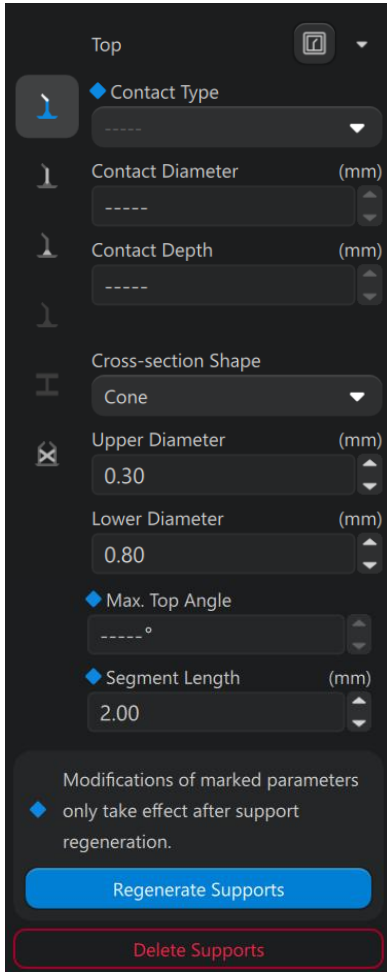 Top
Contact Type
-----
Contact Diameter (mm)
-----
Contact Depth (mm)
-----
Cross-section Shape
Cone
Upper Diameter (mm)
0.30
Lower Diameter (mm)
0.80
Max. Top Angle
-----°
Segment Length (mm)
2.00
Modifications of marked parameters
only take effect after support
regeneration.
Regenerate Supports
Delete Supports